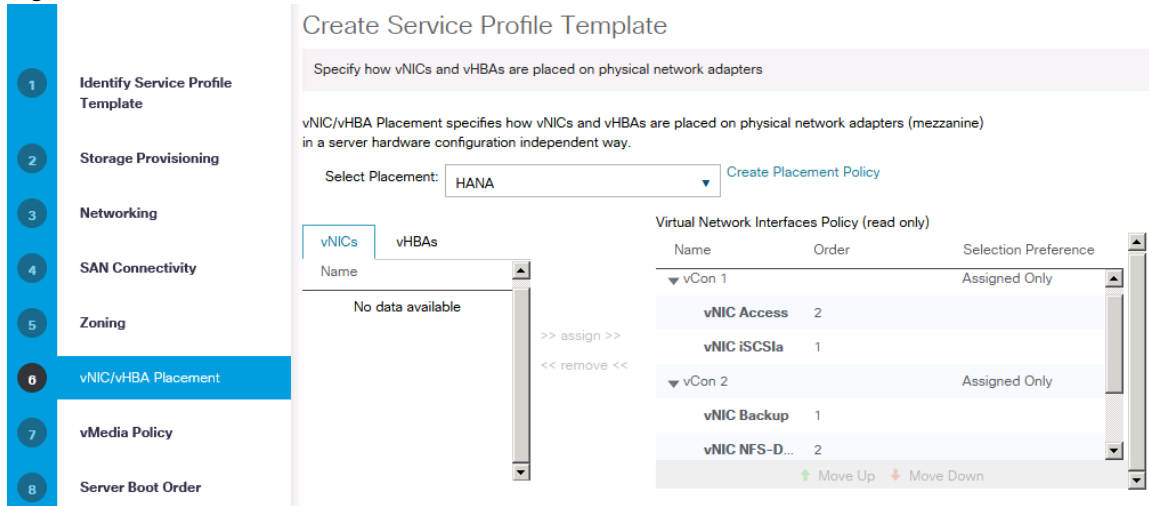 Create Service Profile Template
1
Identify Service Profile
Template
2
Storage Provisioning
3
Networking
4
SAN Connectivity
5
Zoning
6
vNIC/vHBA Placement
7
vMedia Policy
8
Server Boot Order
Specify how vNICs and vHBAs are placed on physical network adapters
vNIC/vHBA Placement specifies how vNICs and vHBAs are placed on physical network adapters (mezzanine)
in a server hardware configuration independent way.
Select Placement: HANA Create Placement Policy
vNICs vHBAs
Name
No data available
>> assign >>
<< remove <<
Virtual Network Interfaces Policy (read only)
Name Order Selection Preference
vCon 1 Assigned Only
vNIC Access 2
vNIC iSCSIa 1
vCon 2 Assigned Only
vNIC Backup 1
vNIC NFS-D... 2
Move Up Move Down